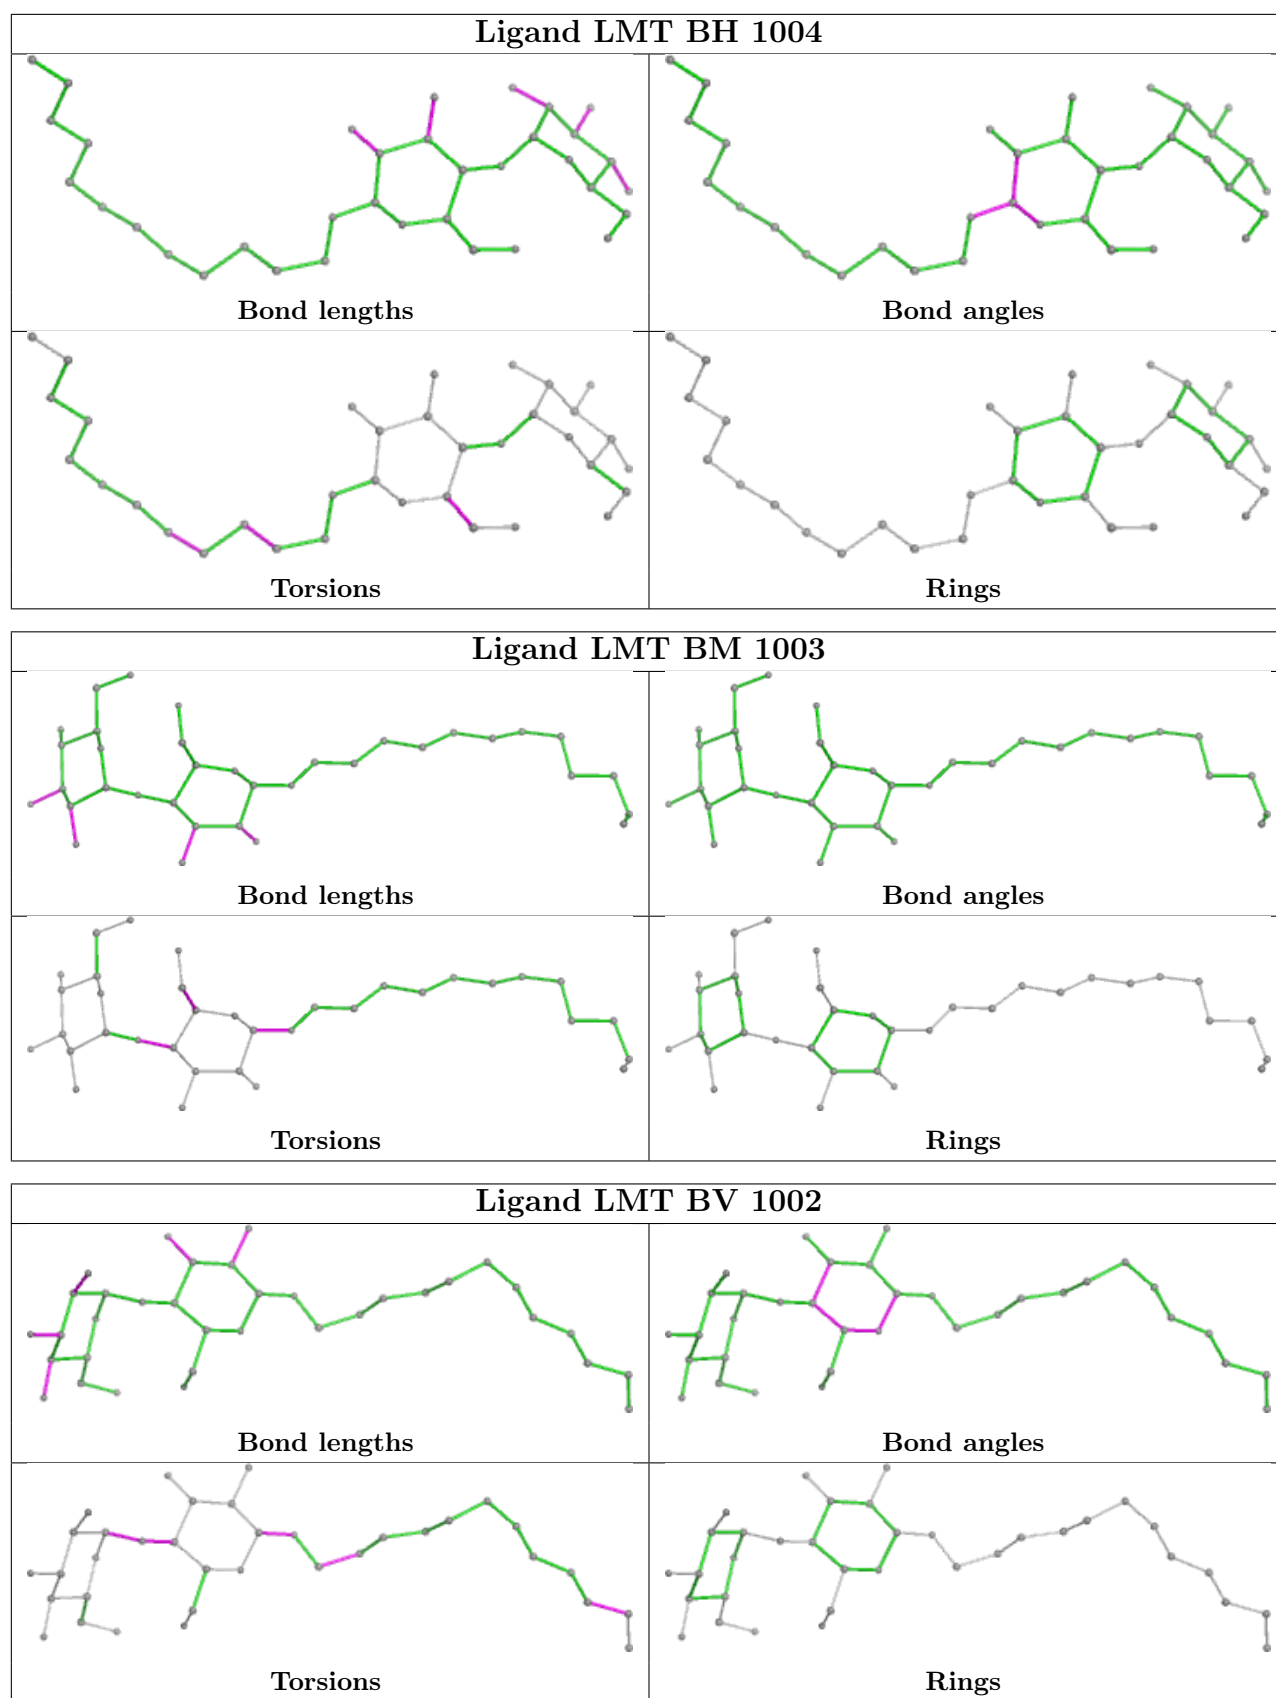 Ligand LMT BH 1004
Bond lengths
Bond angles
Torsions
Rings
Ligand LMT BM 1003
Bond lengths
Bond angles
Torsions
Rings
Ligand LMT BV 1002
Bond lengths
Bond angles
Torsions
Rings